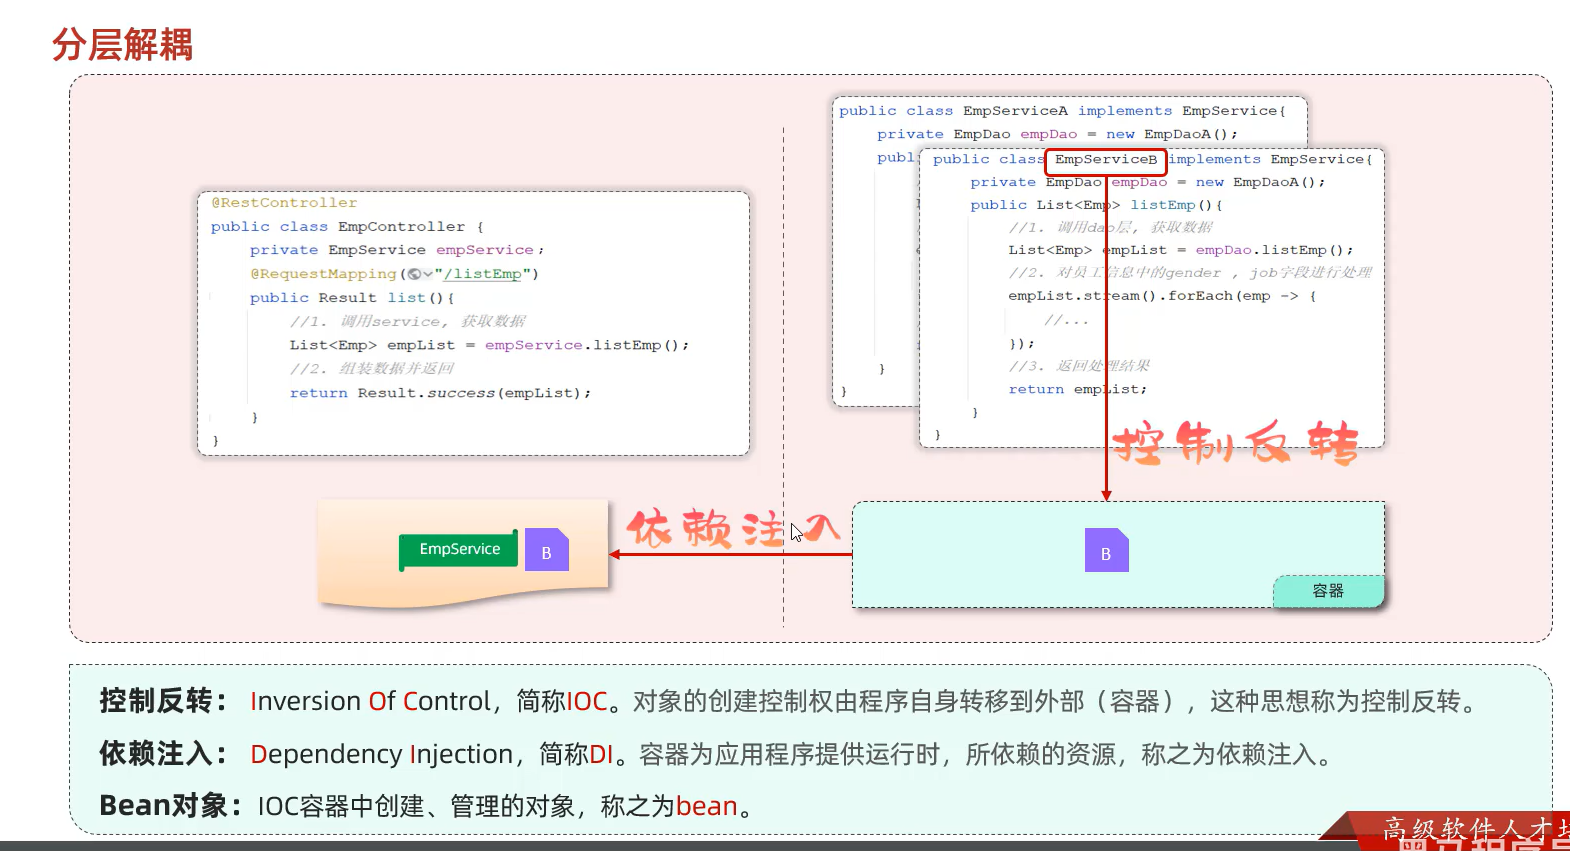 分层解耦
@RestController
public class EmpController {
private EmpService empService;
@RequestMapping("/listEmp")
public Result list(){
//1. 调用service, 获取数据
List<Emp> empList = empService.listEmp();
//2. 组装数据并返回
return Result.success(empList);
}
}
public class EmpServiceA implements EmpService{
private EmpDao empDao = new EmpDaoA();
publ
}
}
public class EmpServiceB implements EmpService{
private EmpDao empDao = new EmpDaoA();
public List<Emp> listEmp(){
//1. 调用dao层, 获取数据
List<Emp> empList = empDao.listEmp();
//2. 对员工信息中的gender , job字段进行处理
empList.stream().forEach(emp -> {
//...
});
//3. 返回处理结果
return empList;
}
}
控制反转
依赖注入
EmpService B
B
容器
控制反转： Inversion Of Control，简称IOC。对象的创建控制权由程序自身转移到外部（容器），这种思想称为控制反转。
依赖注入： Dependency Injection，简称DI。容器为应用程序提供运行时，所依赖的资源，称之为依赖注入。
Bean对象：IOC容器中创建、管理的对象，称之为bean。
高级软件人才